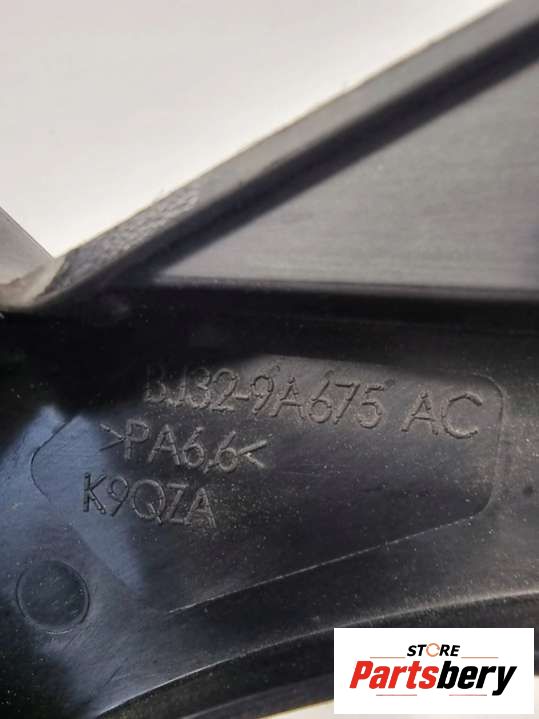 BJ32-9A675 AC
>PA6,6<
K9QZA
STORE
Partsbery